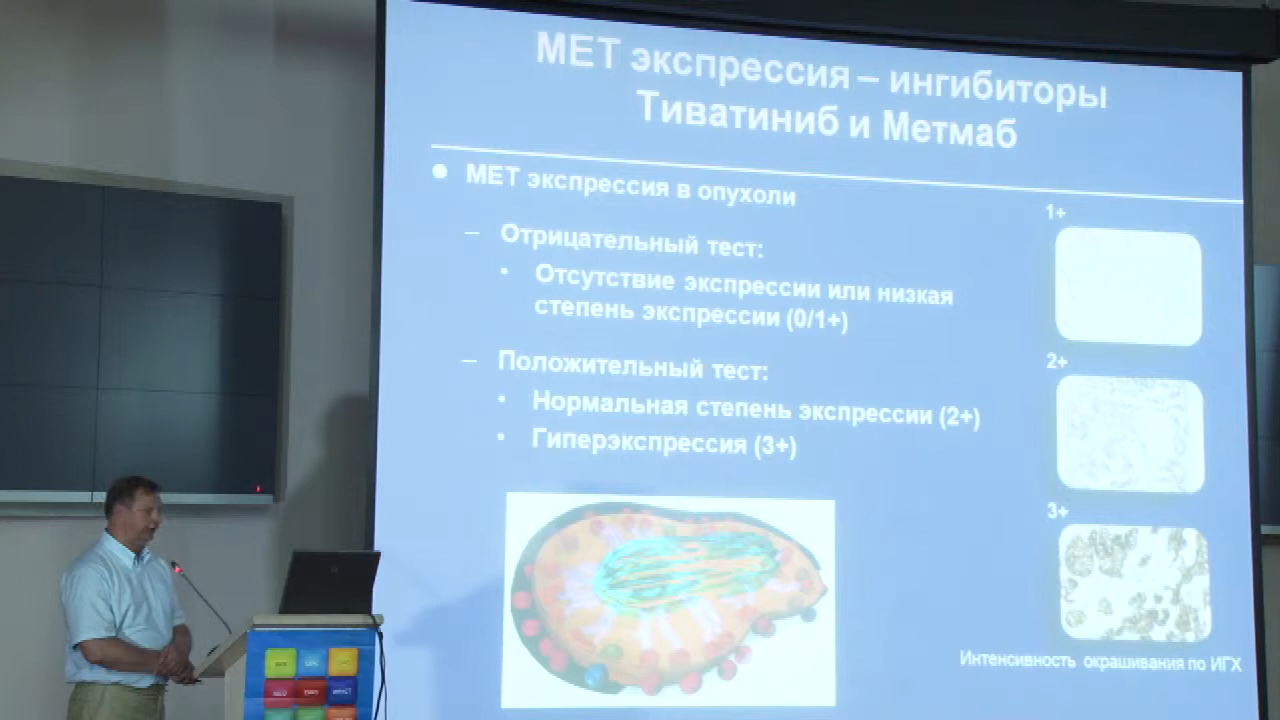 МЕТ экспрессия – ингибиторы
Тиватиниб и Метмаб
МЕТ экспрессия в опухоли
– Отрицательный тест:
• Отсутствие экспрессии или низкая
степень экспрессии (0/1+)
– Положительный тест:
• Нормальная степень экспрессии (2+)
• Гиперэкспрессия (3+)
1+
2+
3+
Интенсивность окрашивания по ИГХ